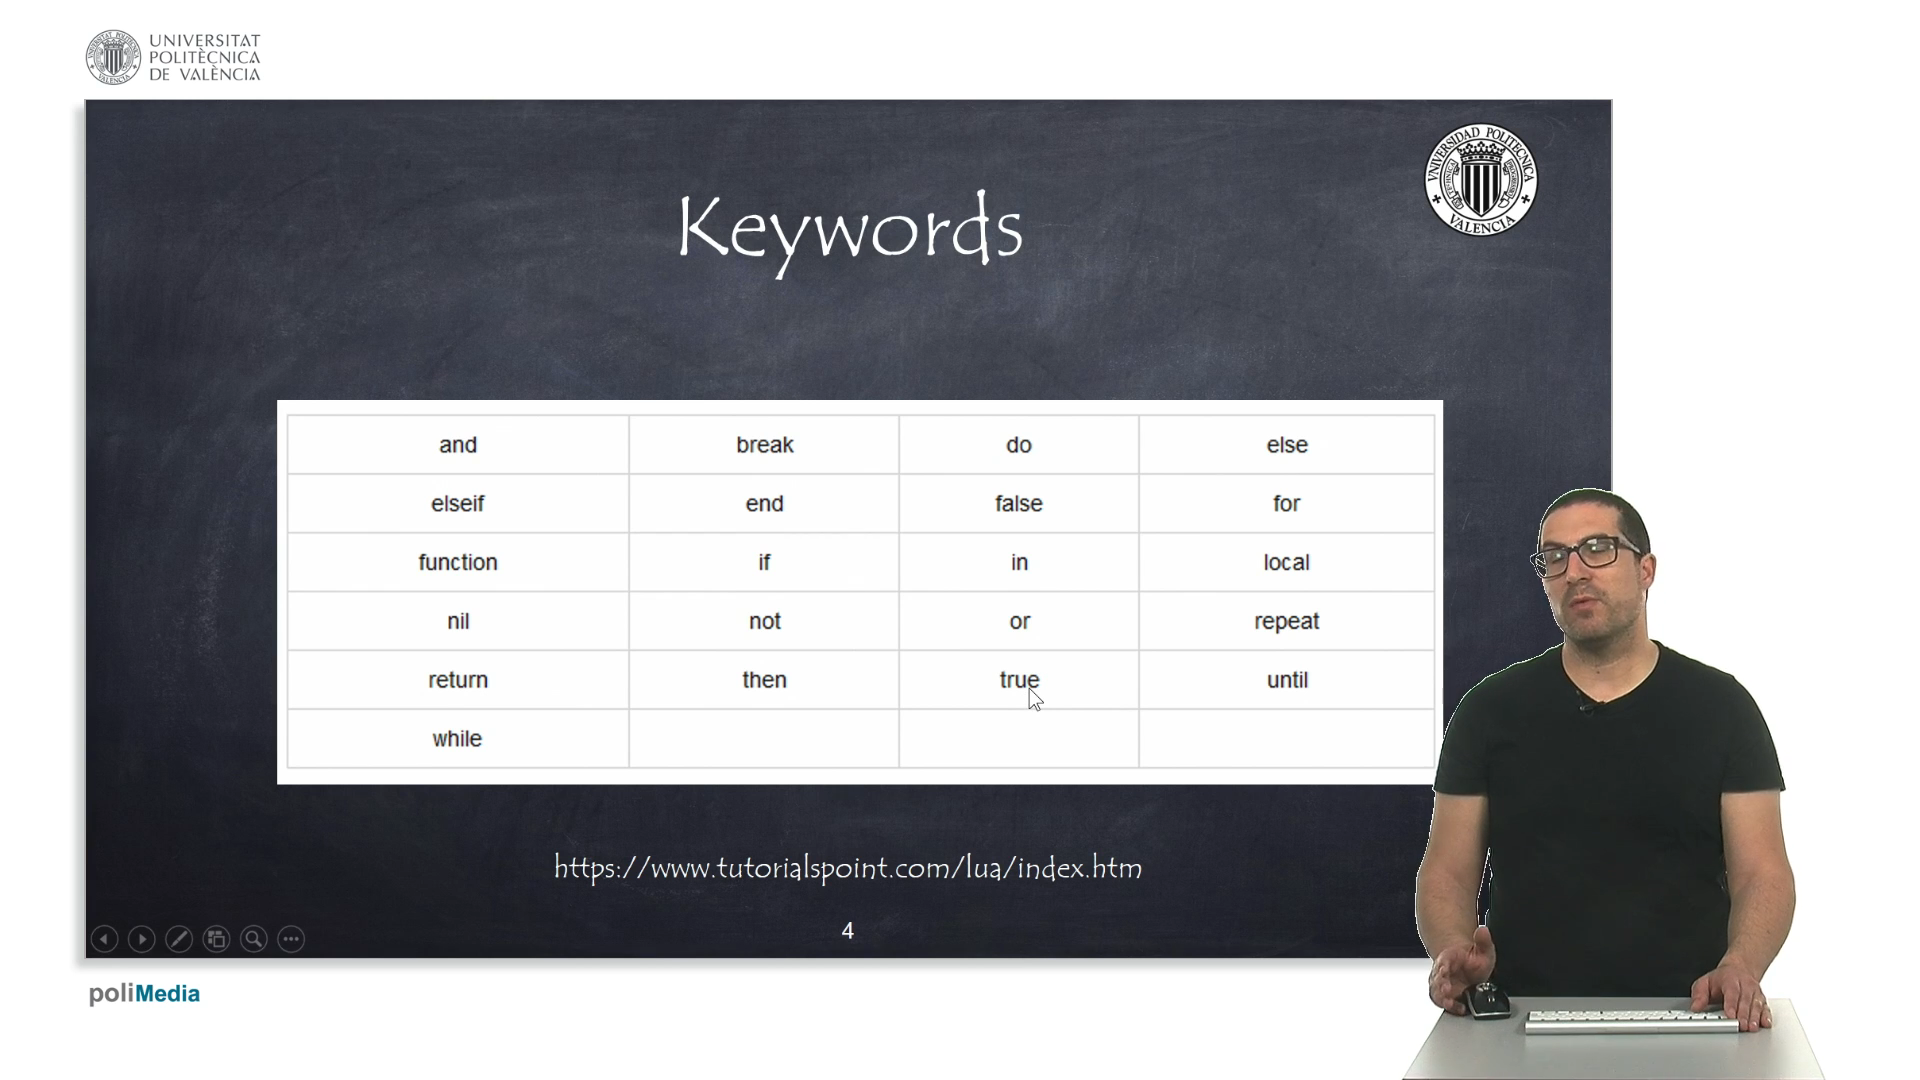 UNIVERSITAT
POLITÈCNICA
DE VALÈNCIA
VNIVERSIDAD POLITECNICA
VALENCIA
Keywords
and break do else
elseif end false for
function if in local
nil not or repeat
return then true until
while
https://www.tutorialspoint.com/lua/index.htm
4
poliMedia